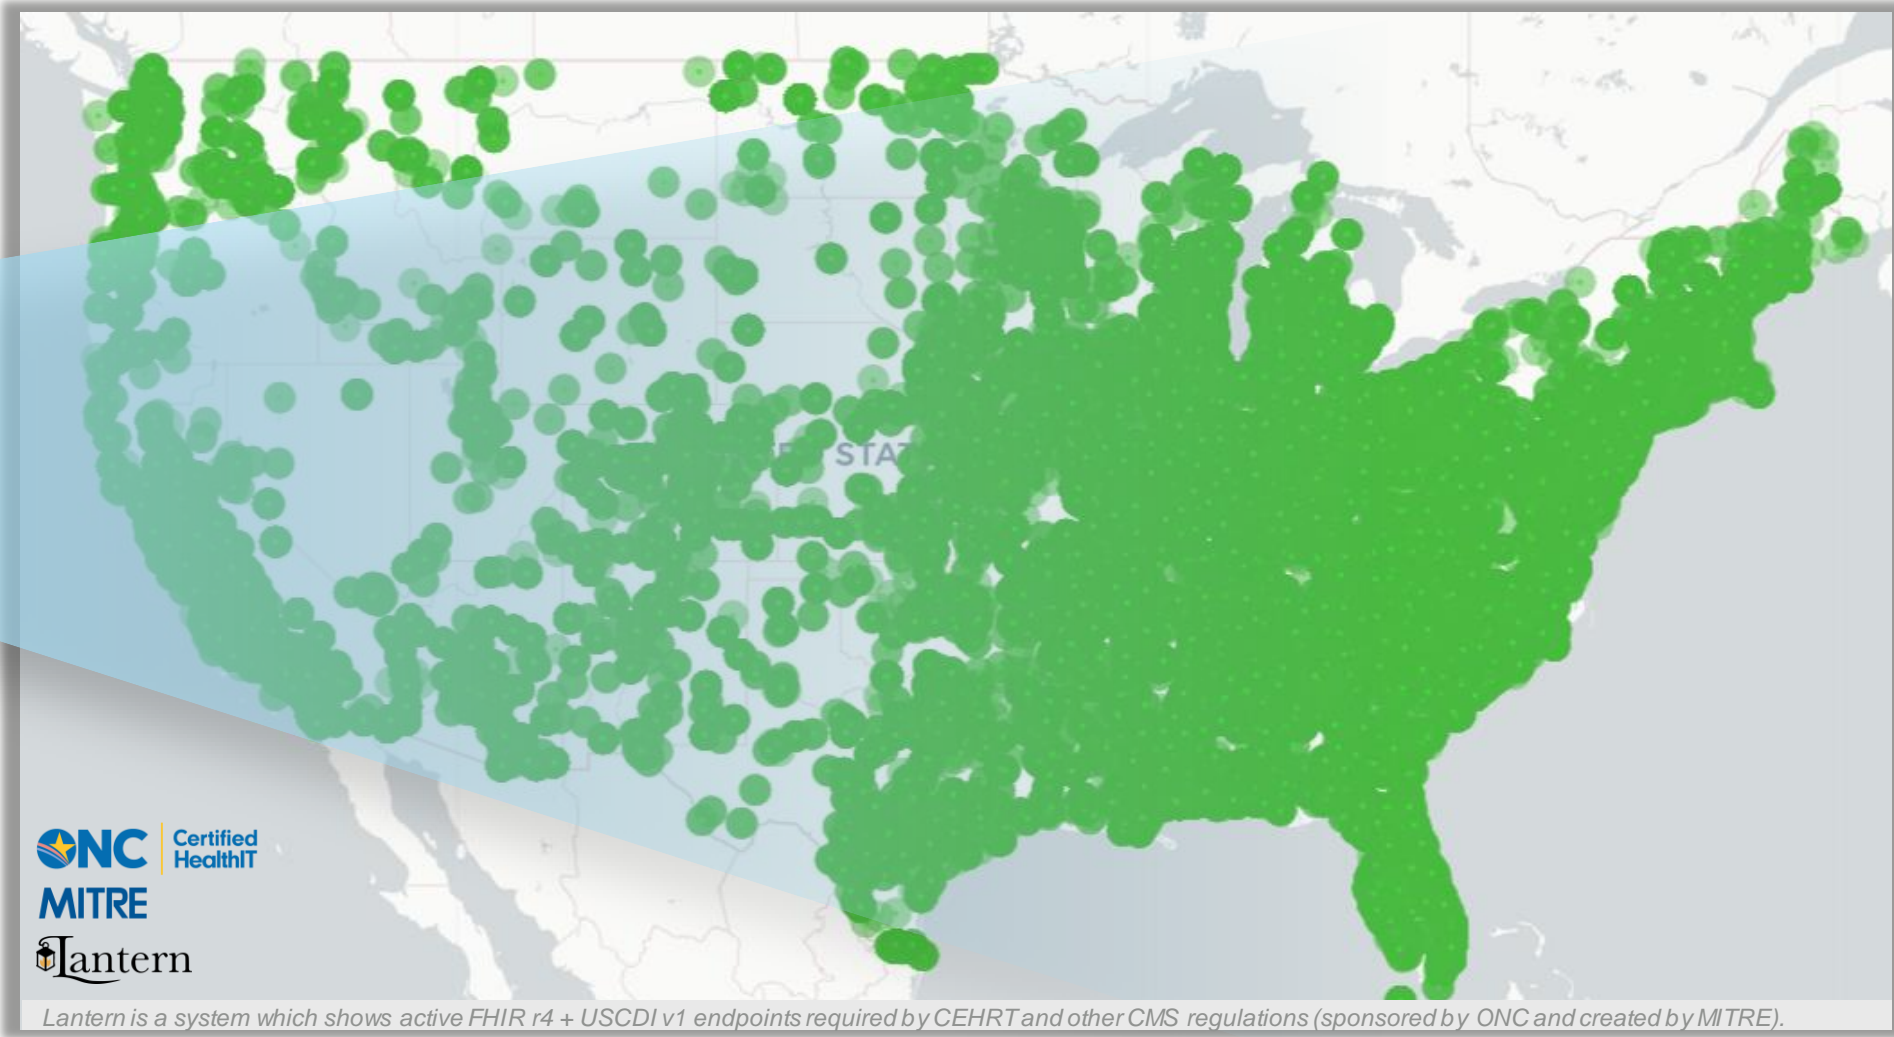 STAT
ONC Certified
HealthIT
MITRE
Lantern
Lantern is a system which shows active FHIR r4 + USCDI v1 endpoints required by CEHRT and other CMS regulations (sponsored by ONC and created by MITRE).